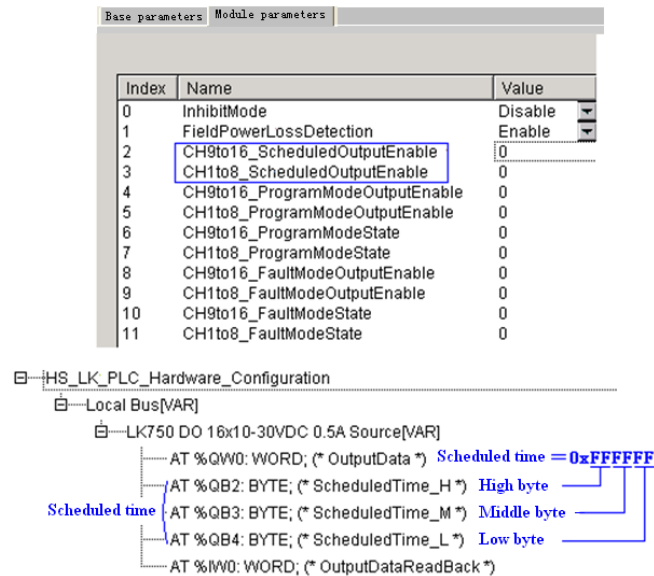 Base parameters Module parameters
Index Name Value
0 InhibitMode Disable
1 FieldPowerLossDetection Enable
2 CH9to16_ScheduledOutputEnable 0
3 CH1to8_ScheduledOutputEnable 0
4 CH9to16_ProgramModeOutputEnable 0
5 CH1to8_ProgramModeOutputEnable 0
6 CH9to16_ProgramModeState 0
7 CH1to8_ProgramModeState 0
8 CH9to16_FaultModeOutputEnable 0
9 CH1to8_FaultModeOutputEnable 0
10 CH9to16_FaultModeState 0
11 CH1to8_FaultModeState 0
HS_LK_PLC_Hardware_Configuration
Local Bus[VAR]
LK750 DO 16x10-30VDC 0.5A Source[VAR]
AT %QW0: WORD; (* OutputData *) Scheduled time = 0xFFFFFF
AT %QB2: BYTE; (* ScheduledTime_H *) High byte
Scheduled time AT %QB3: BYTE; (* ScheduledTime_M *) Middle byte
AT %QB4: BYTE; (* ScheduledTime_L *) Low byte
AT %IW0: WORD; (* OutputDataReadBack *)